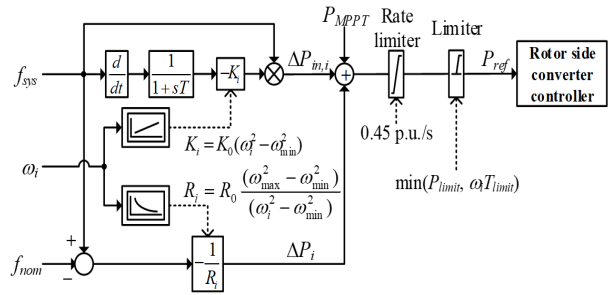 P_MPPT
Rate limiter
Limiter
f_sys
d/dt
1/(1+sT)
−K_i
ΔP_in,i
P_ref
Rotor side converter controller
0.45 p.u./s
K_i = K_0(ω_i^2 − ω_min^2)
ω_i
R_i = R_0 (ω_max^2 − ω_min^2)/(ω_i^2 − ω_min^2)
min(P_limit, ω_iT_limit)
+
f_nom
−
−1/R_i
ΔP_i